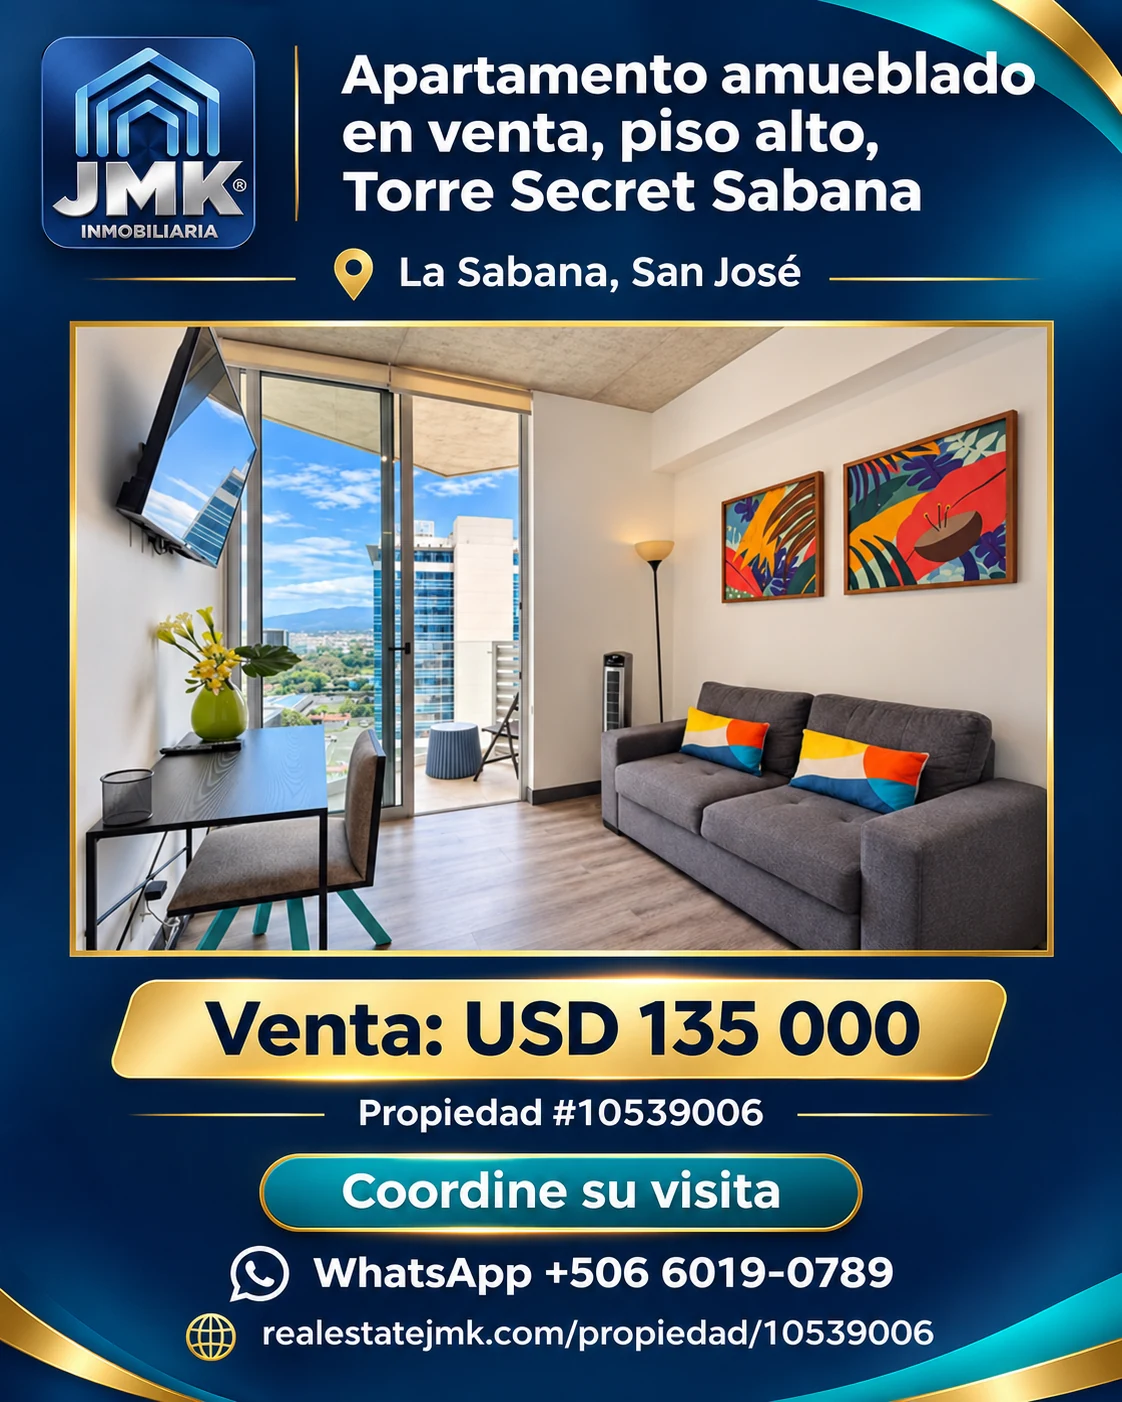 JMK®
INMOBILIARIA
Apartamento amueblado
en venta, piso alto,
Torre Secret Sabana
La Sabana, San José
Venta: USD 135 000
Propiedad #10539006
Coordine su visita
WhatsApp +506 6019-0789
realestatejmk.com/propiedad/10539006